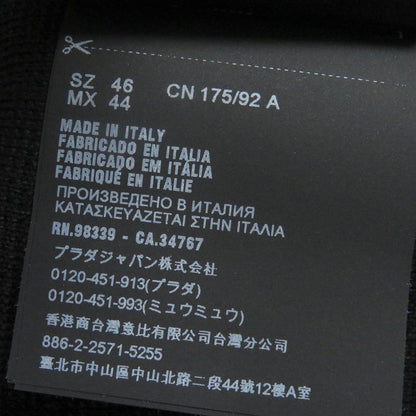 SZ 46 CN 175/92 A
MX 44
MADE IN ITALY
FABRICADO EN ITALIA
FABRICADO EM ITÁLIA
FABRIQUÉ EN ITALIE
ПРОИЗВЕДЕНО В ИТАЛИЯ
ΚΑΤΑΣΚΕΥΑΖΕΤΑΙ ΣΤΗΝ ΙΤΑΛΙΑ
RN.98339 - CA.34767
プラダジャパン株式会社
0120-451-913(プラダ)
0120-451-993(ミュウミュウ)
香港商台灣意比有限公司台灣分公司
886-2-2571-5255
臺北市中山區中山北路二段44號12樓A室